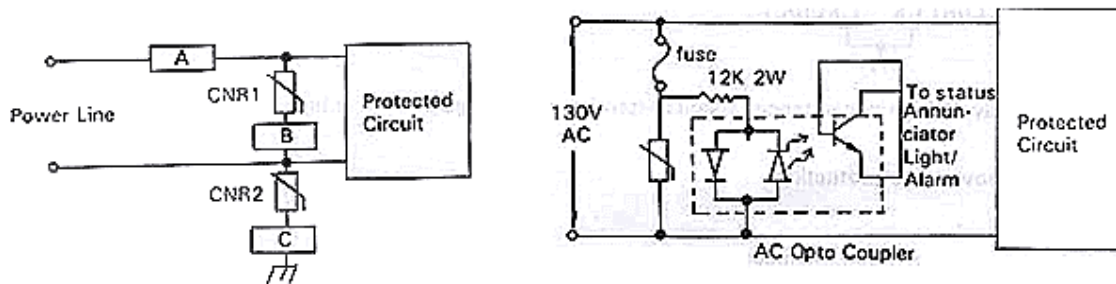 A
CNR1
Power Line
B
Protected
Circuit
CNR2
C
fuse
12K 2W
130V
AC
To status
Annun-
ciator
Light/
Alarm
Protected
Circuit
AC Opto Coupler